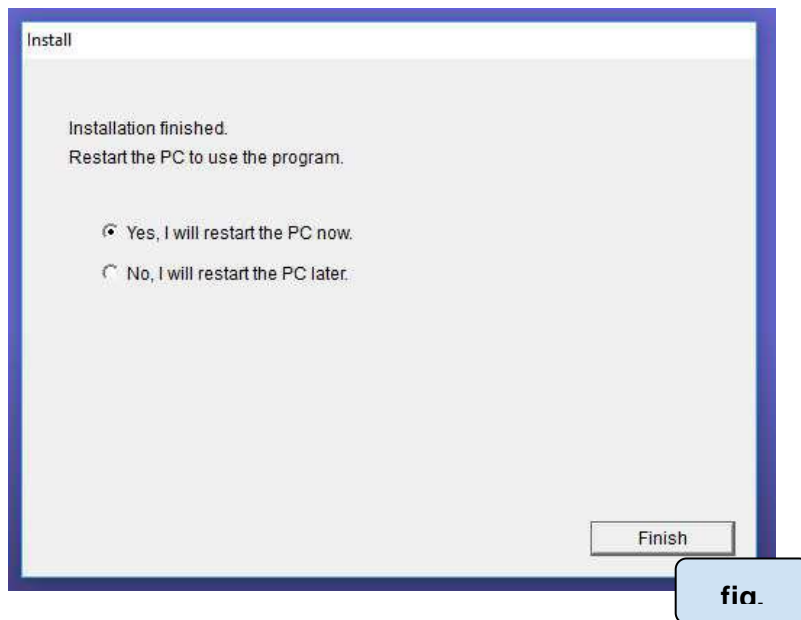 Install
Installation finished.
Restart the PC to use the program.
Yes, I will restart the PC now.
No, I will restart the PC later.
Finish
fig.